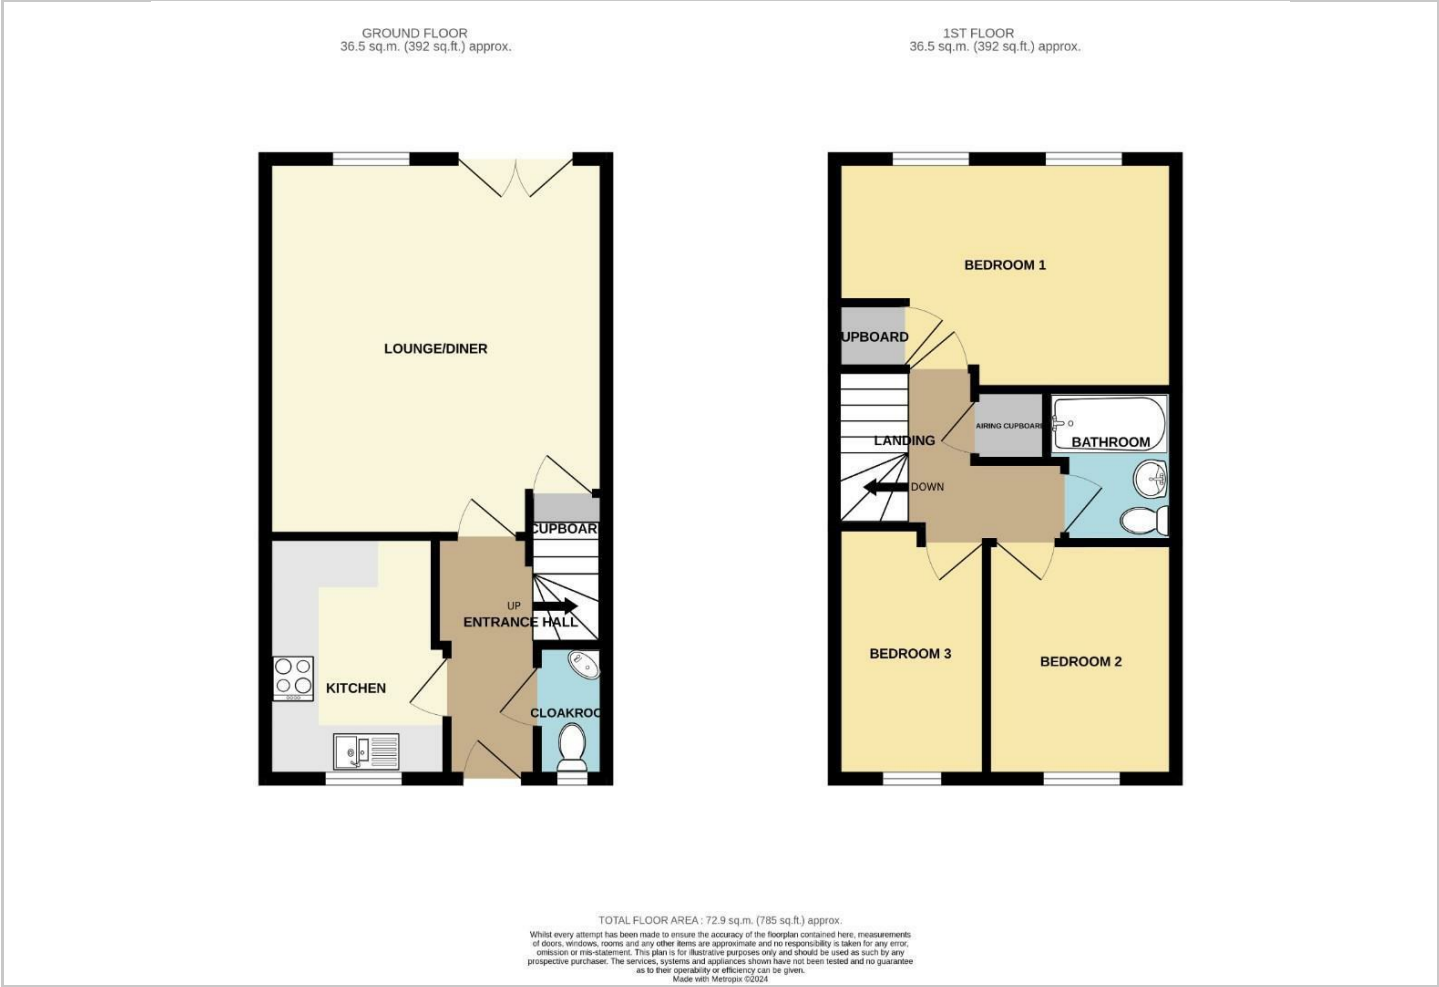 GROUND FLOOR
36.5 sq.m. (392 sq.ft.) approx.
1ST FLOOR
36.5 sq.m. (392 sq.ft.) approx.
LOUNGE/DINER
CUPBOAR
UP
ENTRANCE HALL
KITCHEN
CLOAKROO
BEDROOM 1
UPBOARD
AIRING CUPBOAR
LANDING
BATHROOM
DOWN
BEDROOM 3
BEDROOM 2
TOTAL FLOOR AREA : 72.9 sq.m. (785 sq.ft.) approx.
Whilst every attempt has been made to ensure the accuracy of the floorplan contained here, measurements
of doors, windows, rooms and any other items are approximate and no responsibility is taken for any error,
omission or mis-statement. This plan is for illustrative purposes only and should be used as such by any
prospective purchaser. The services, systems and appliances shown have not been tested and no guarantee
as to their operability or efficiency can be given.
Made with Metropix ©2024